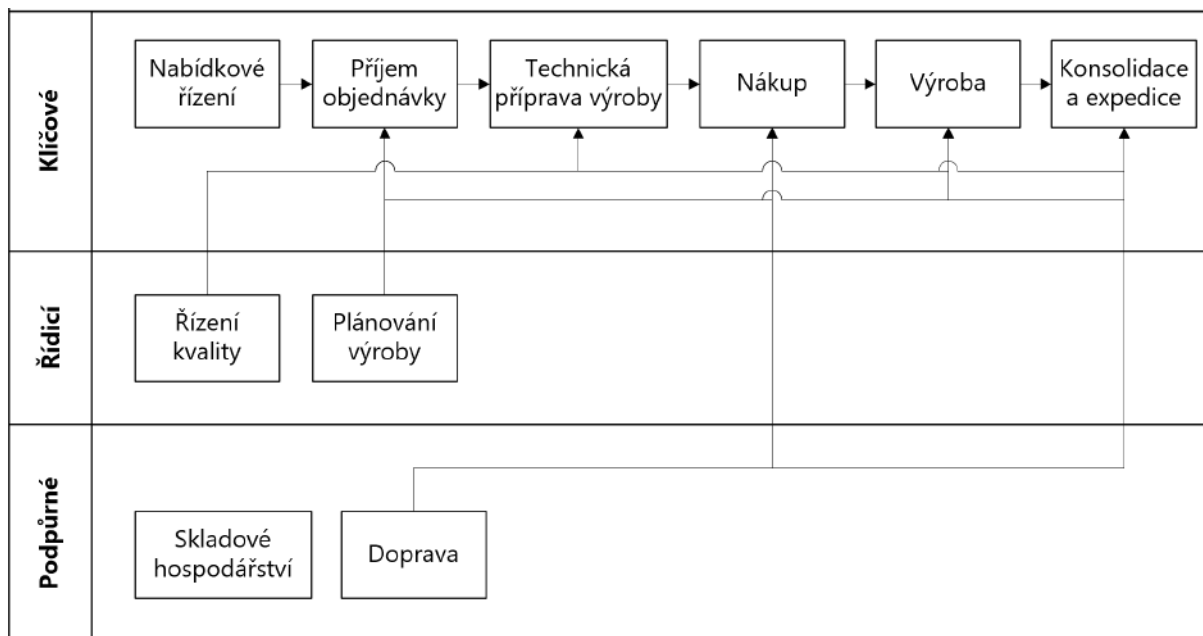 Klíčové
Nabídkové
řízení
Příjem
objednávky
Technická
příprava výroby
Nákup
Výroba
Konsolidace
a expedice
Řídicí
Řízení
kvality
Plánování
výroby
Podpůrné
Skladové
hospodářství
Doprava